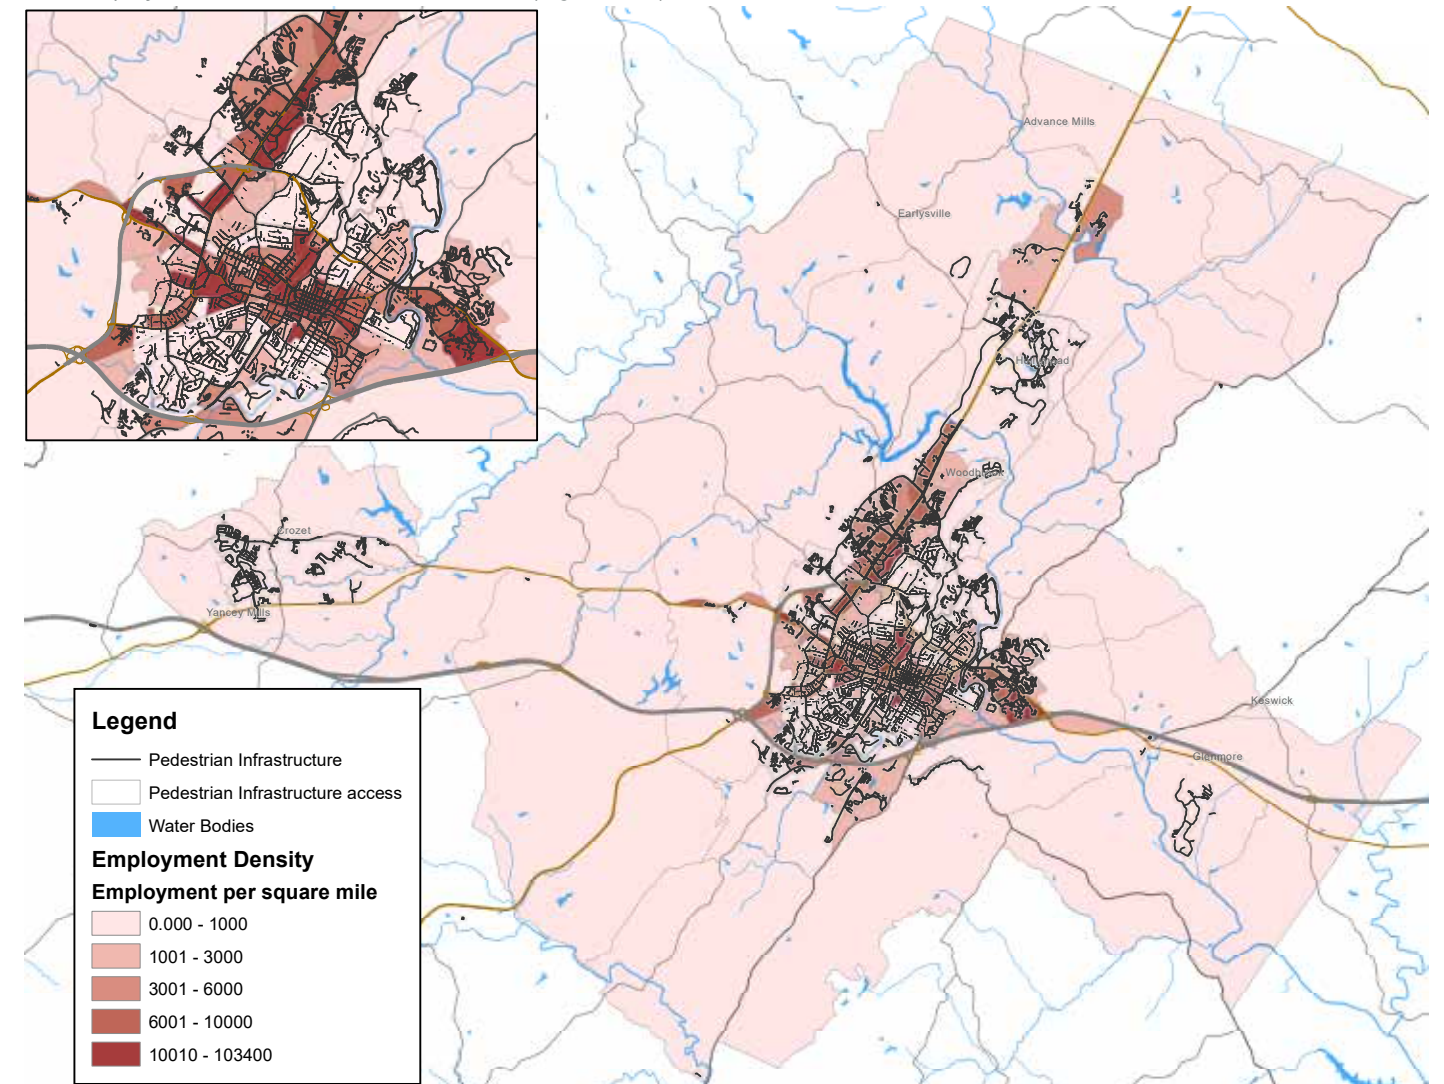 Advance Mills
Earlysville
Crozet
Yancey Mills
Keswick
Glenmore
Legend
Pedestrian Infrastructure
Pedestrian Infrastructure access
Water Bodies
Employment Density
Employment per square mile
0.000 - 1000
1001 - 3000
3001 - 6000
6001 - 10000
10010 - 103400